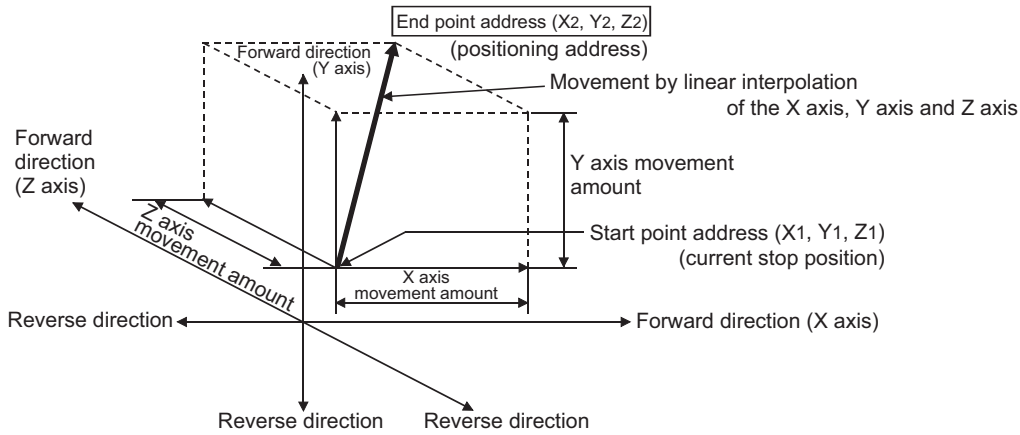 End point address (X2, Y2, Z2)
(positioning address)
Forward direction
(Y axis)
Movement by linear interpolation
of the X axis, Y axis and Z axis
Forward
direction
(Z axis)
Y axis movement
amount
Z axis
movement amount
Start point address (X1, Y1, Z1)
(current stop position)
X axis
movement amount
Reverse direction
Forward direction (X axis)
Reverse direction
Reverse direction